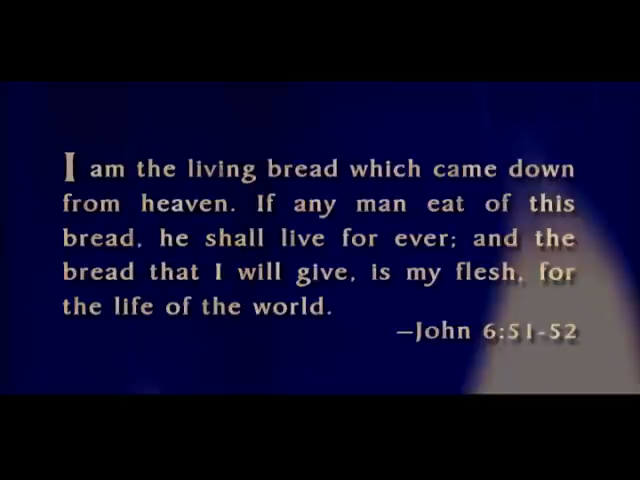 I am the living bread which came down
from heaven. If any man eat of this
bread, he shall live for ever; and the
bread that I will give, is my flesh, for
the life of the world.
—John 6:51-52